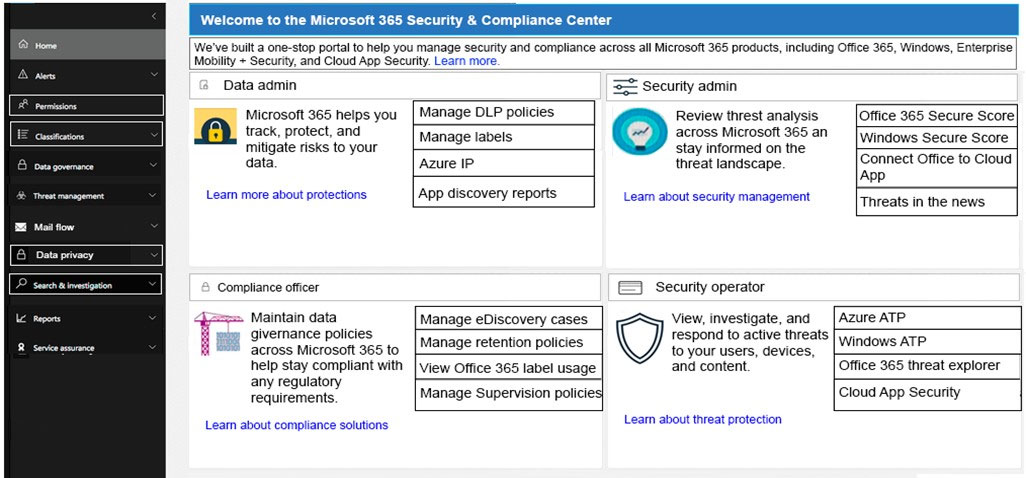 Home
Alerts
Permissions
Classifications
Data governance
Threat management
Mail flow
Data privacy
Search & investigation
Reports
Service assurance
Welcome to the Microsoft 365 Security & Compliance Center
We've built a one-stop portal to help you manage security and compliance across all Microsoft 365 products, including Office 365, Windows, Enterprise
Mobility + Security, and Cloud App Security. Learn more.
Data admin
Microsoft 365 helps you
track, protect, and
mitigate risks to your
data.
Learn more about protections
Manage DLP policies
Manage labels
Azure IP
App discovery reports
Security admin
Review threst analysis
across Microsoft 365 an
stay informed on the
threat landscape.
Learn about security management
Office 365 Secure Score
Windows Secure Score
Connect Office to Cloud
App
Threats in the news
Compliance officer
Maintain data
givernance policies
across Microsoft 365 to
help stay compliant with
any regulatory
requirements.
Learn about compliance solutions
Manage eDiscovery cases
Manage retention policies
View Office 365 label usage
Manage Supervision policies
Security operator
View, investigate, and
respond to active threats
to your users, devices,
and content.
Learn about threat protection
Azure ATP
Windows ATP
Office 365 threat explorer
Cloud App Security